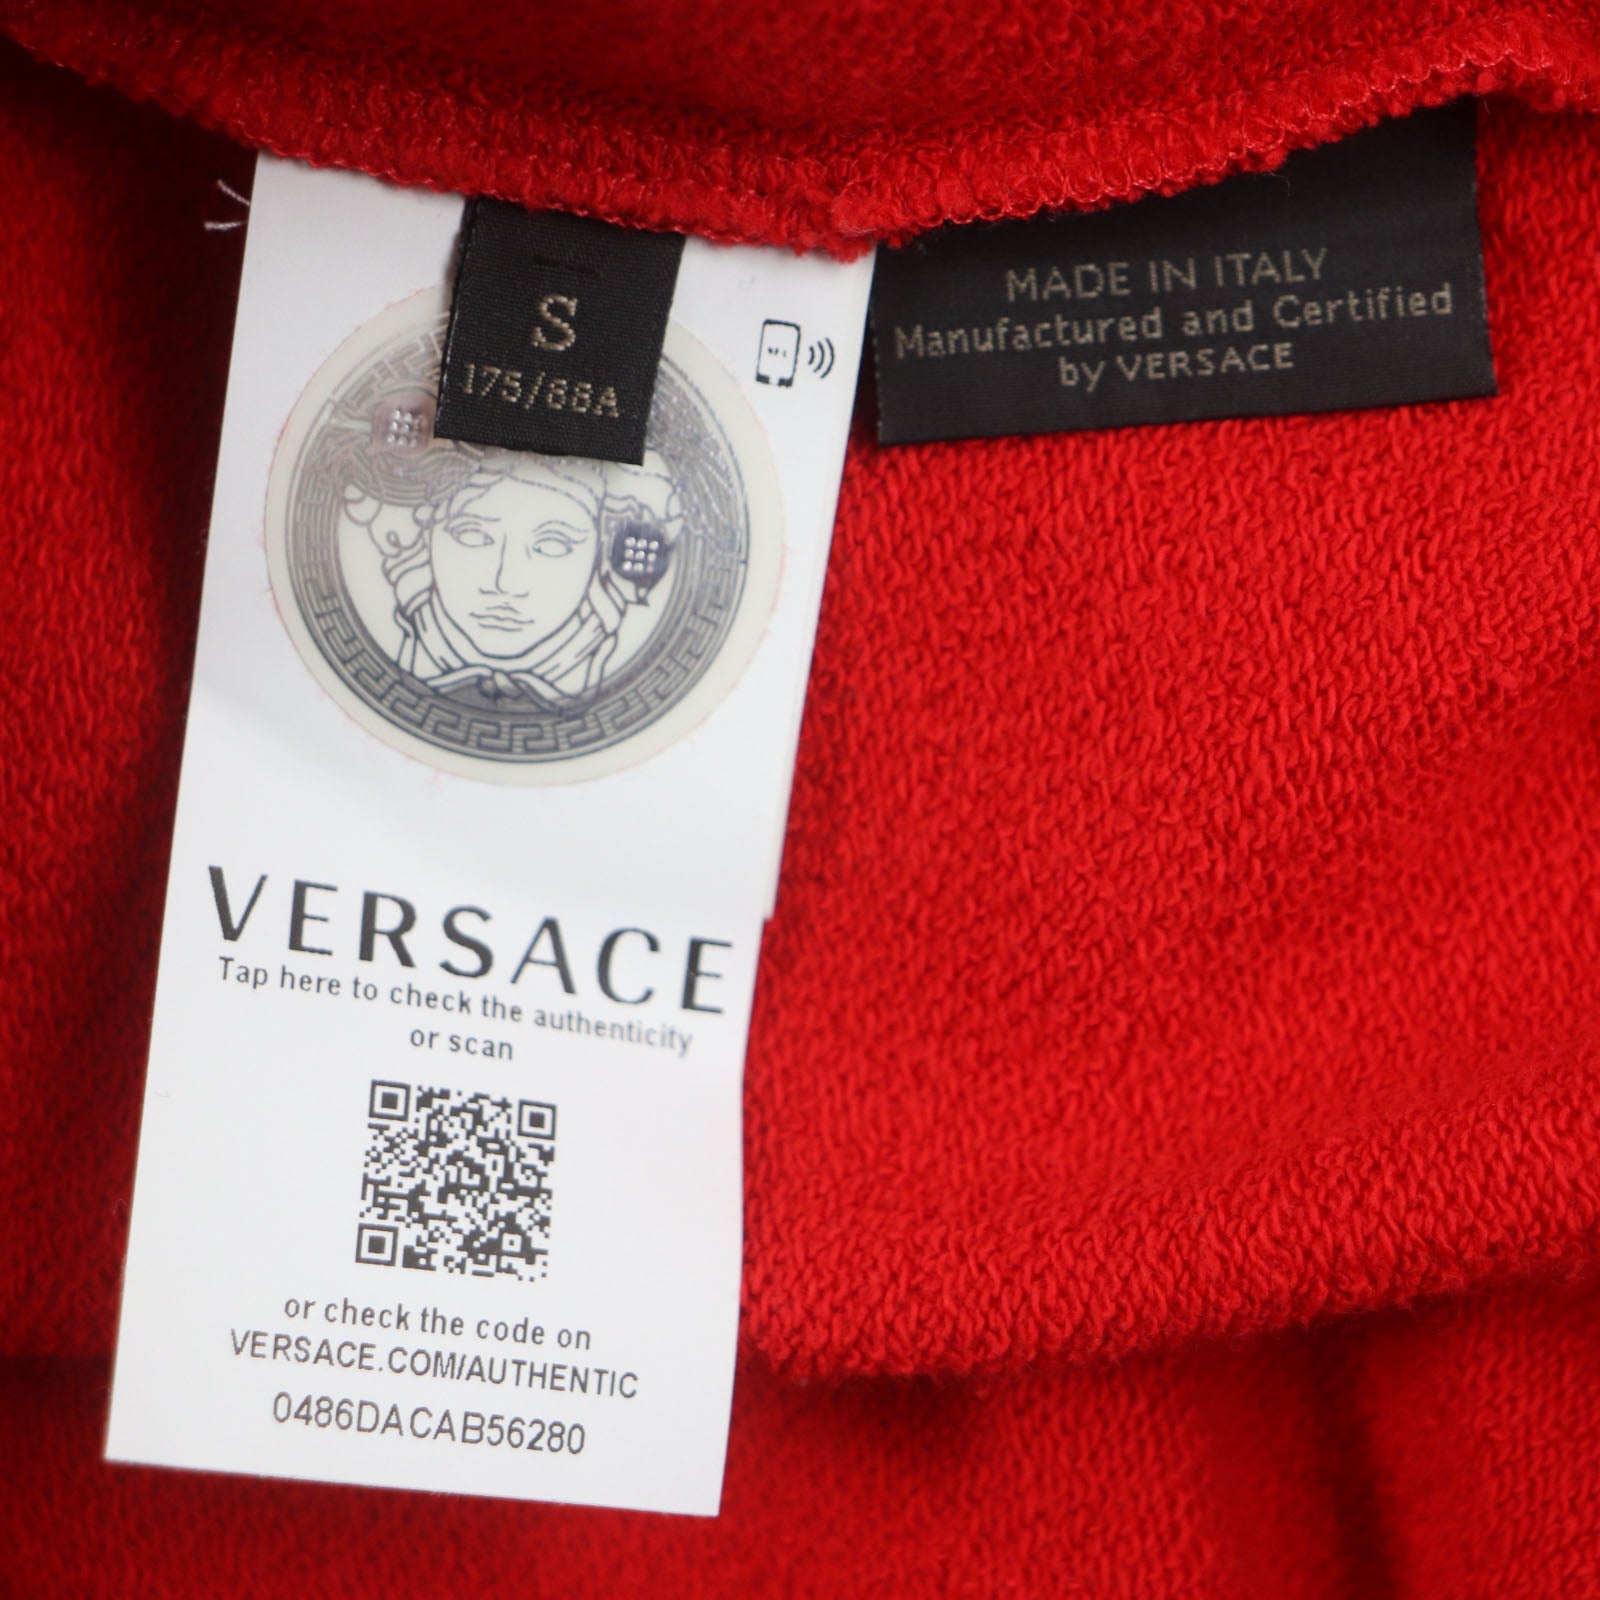 S
175/88A
MADE IN ITALY
Manufactured and Certified
by VERSACE
VERSACE
Tap here to check the authenticity
or scan
or check the code on
VERSACE.COM/AUTHENTIC
0486DACAB56280